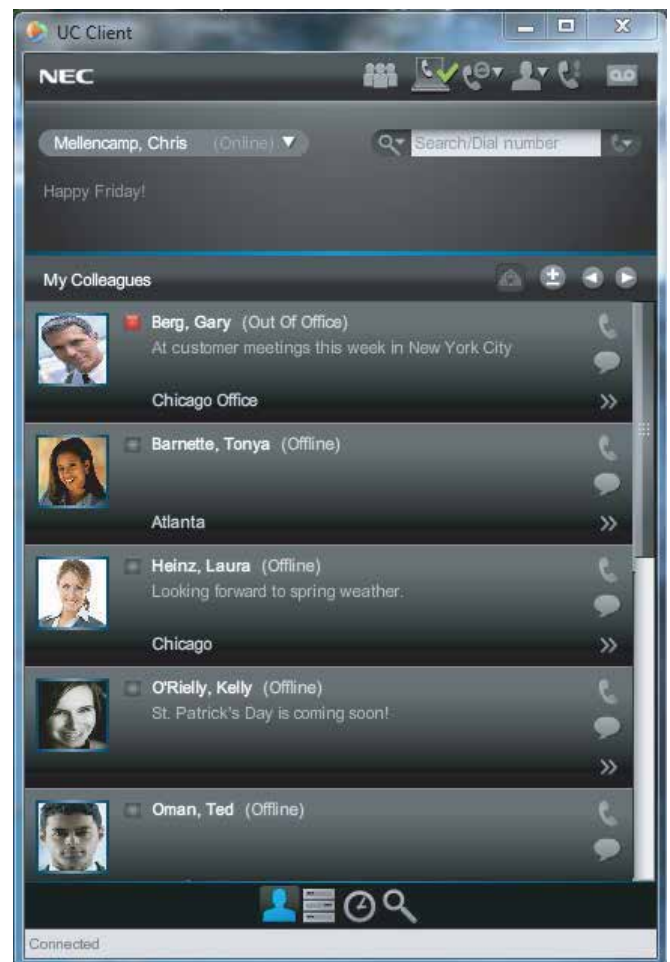 UC Client
NEC
Mellencamp, Chris (Online)
Search/Dial number
Happy Friday!
My Colleagues
Berg, Gary (Out Of Office)
At customer meetings this week in New York City
Chicago Office
Barnette, Tonya (Offline)
Atlanta
Heinz, Laura (Offline)
Looking forward to spring weather.
Chicago
O'Rielly, Kelly (Offline)
St. Patrick's Day is coming soon!
Oman, Ted (Offline)
Connected